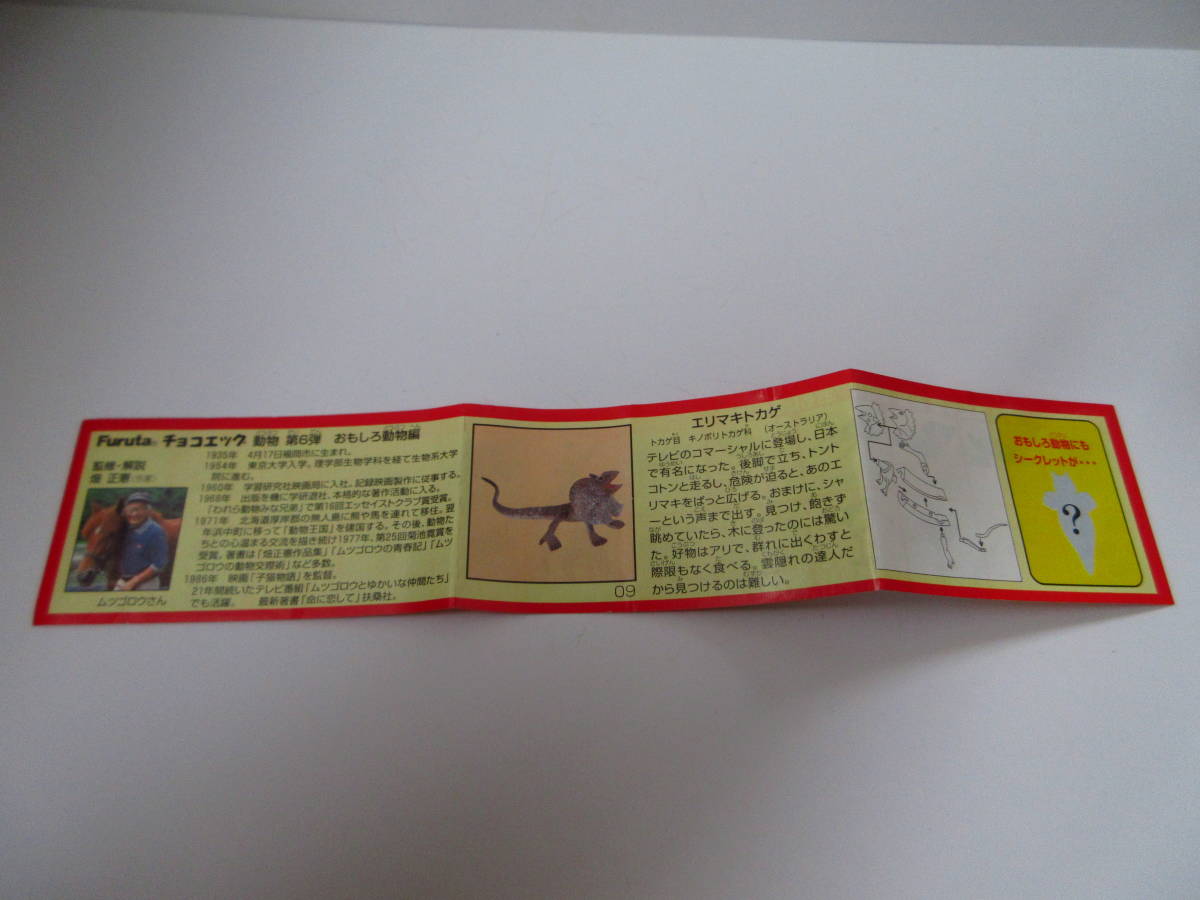 Furuta チョコエッグ 動物 第6弾 おもしろ動物編
監修・解説
畑 正憲(作家)
ムツゴロウさん
1935年 4月17日福岡市に生まれ。
1954年 東京大学入学。理学部生物学科を経て生物系大学
院に進む。
1960年 学習研究社映画局に入社。記録映画製作に従事する。
1968年 出版を機に学研退社、本格的な著作活動に入る。
「われら動物みな兄弟」で第16回エッセイストクラブ賞受賞。
1971年 北海道厚岸郡の無人島に熊や馬を連れて移住。翌
年浜中町に移って「動物王国」を建国する。その後、動物た
ちとの心温まる交流を描き続け1977年、第25回菊池寛賞を
受賞。著書は「畑正憲作品集」「ムツゴロウの青春記」「ムツ
ゴロウの動物交際術」など多数。
1986年 映画「子猫物語」を監督。
21年間続いたテレビ番組「ムツゴロウとゆかいな仲間たち」
でも活躍。 最新著書「命に恋して」扶桑社。
09
エリマキトカゲ
トカゲ目 キノボリトカゲ科 (オーストラリア)
テレビのコマーシャルに登場し、日本
で有名になった。後脚で立ち、トント
コトンと走るし、危険が迫ると、あのエ
リマキをぱっと広げる。おまけに、シャ
ーという声まで出す。見つけ、飽きず
眺めていたら、木に登ったのには驚い
た。好物はアリで、群れに出くわすと
際限もなく食べる。雲隠れの達人だ
から見つけるのは難しい。
おもしろ動物にも
シークレットが・・・
?